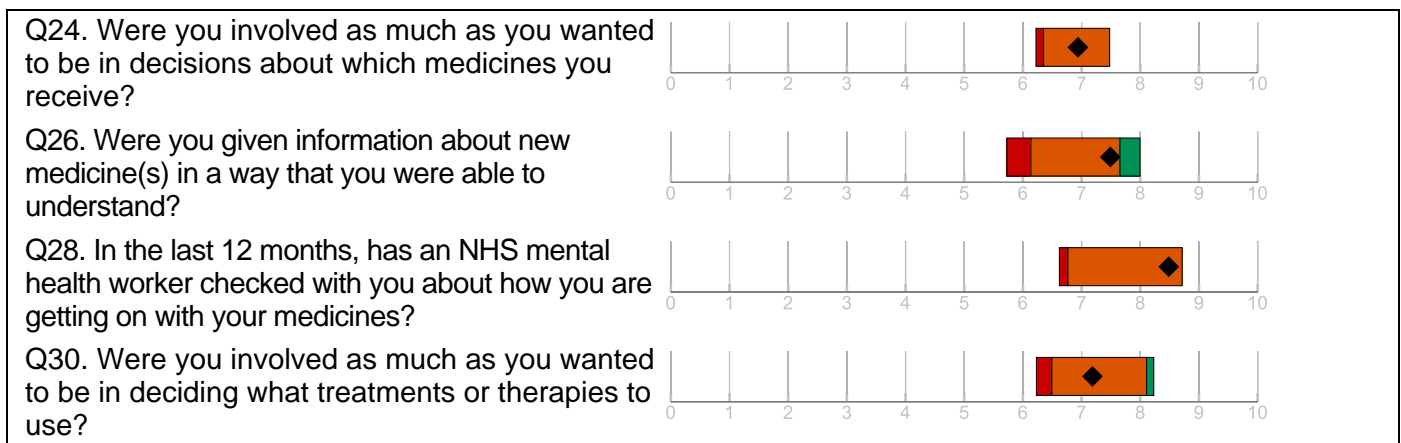 Q24. Were you involved as much as you wanted
to be in decisions about which medicines you
receive?
0 1 2 3 4 5 6 7 8 9 10
Q26. Were you given information about new
medicine(s) in a way that you were able to
understand?
0 1 2 3 4 5 6 7 8 9 10
Q28. In the last 12 months, has an NHS mental
health worker checked with you about how you are
getting on with your medicines?
0 1 2 3 4 5 6 7 8 9 10
Q30. Were you involved as much as you wanted
to be in deciding what treatments or therapies to
use?
0 1 2 3 4 5 6 7 8 9 10